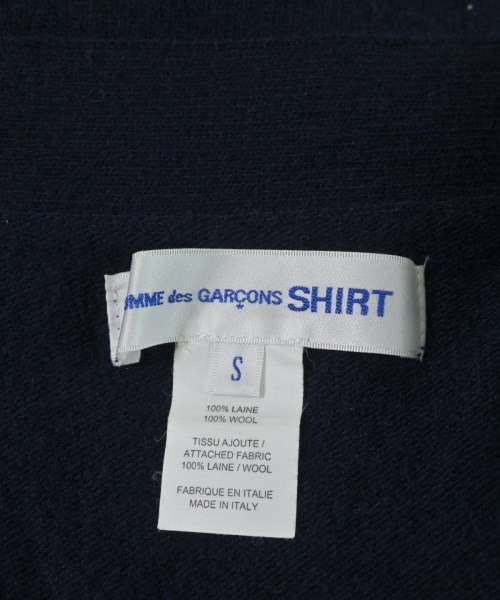 OMME des GARÇONS SHIRT
S
100% LAINE
100% WOOL
TISSU AJOUTE /
ATTACHED FABRIC
100% LAINE / WOOL
FABRIQUE EN ITALIE
MADE IN ITALY